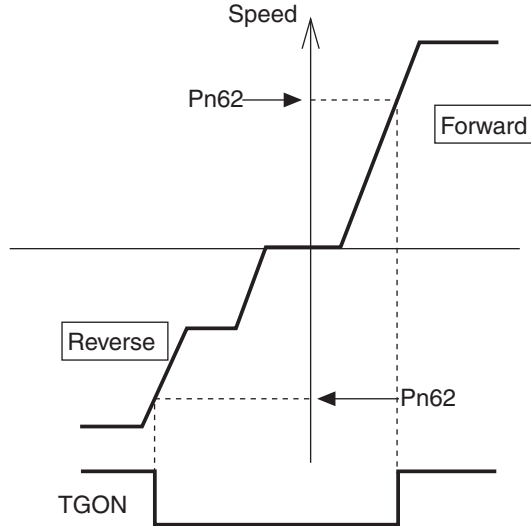 Speed
Pn62
Forward
Reverse
Pn62
TGON